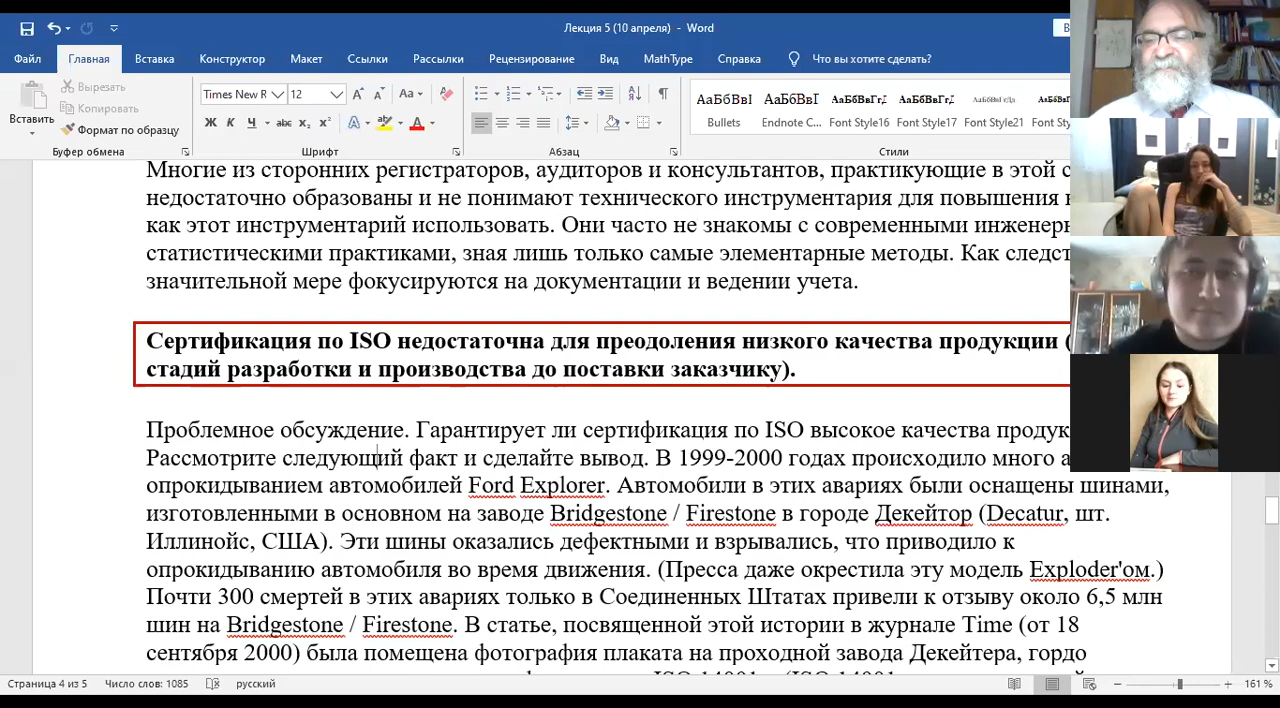 Лекция 5 (10 апреля) - Word
Файл Главная Вставка Конструктор Макет Ссылки Рассылки Рецензирование Вид MathType Справка Что вы хотите сделать?
Вставить
Вырезать
Копировать
Формат по образцу
Буфер обмена
Times New R 12
Aa
Ж К Ч abc x₂ x² А А
Шрифт
Абзац
АаБбВвІ АаБбВвІ АаБбВвГг,Д АаБбВвГг,Д АаБбВвГгДд АаБбВвГг,
Bullets Endnote C... Font Style16 Font Style17 Font Style21
Стили
Многие из сторонних регистраторов, аудиторов и консультантов, практикующие в этой
недостаточно образованы и не понимают технического инструментария для повышения
как этот инструментарий использовать. Они часто не знакомы с современными
статистическими практиками, зная лишь только самые элементарные методы. Как
значительной мере фокусируются на документации и ведении учета.
Сертификация по ISO недостаточна для преодоления низкого качества продукции (
стадий разработки и производства до поставки заказчику).
Проблемное обсуждение. Гарантирует ли сертификация по ISO высокое качества
Рассмотрите следующий факт и сделайте вывод. В 1999-2000 годах происходило много
опрокидыванием автомобилей Ford Explorer. Автомобили в этих авариях были оснащены шинами,
изготовленными в основном на заводе Bridgestone / Firestone в городе Декейтор (Decatur, шт.
Иллинойс, США). Эти шины оказались дефектными и взрывались, что приводило к
опрокидыванию автомобиля во время движения. (Пресса даже окрестила эту модель Exploder'ом.)
Почти 300 смертей в этих авариях только в Соединенных Штатах привели к отзыву около 6,5 млн
шин на Bridgestone / Firestone. В статье, посвященной этой истории в журнале Time (от 18
сентября 2000) была помещена фотография плаката на проходной завода Декейтера, гордо
Страница 4 из 5 Число слов: 1085 русский 161 %